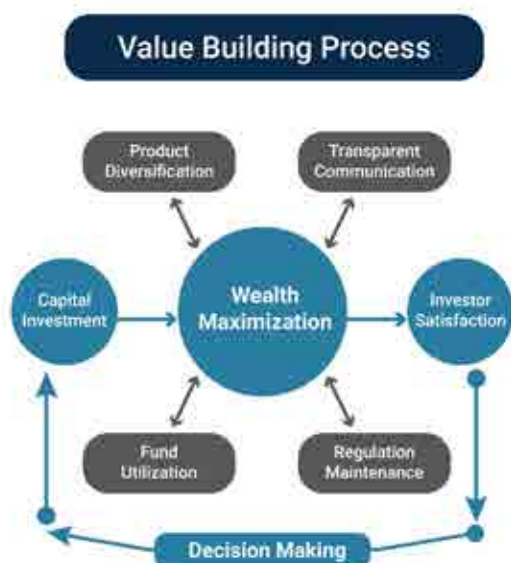 Value Building Process
Product
Diversification
Transparent
Communication
Capital
Investment
Wealth
Maximization
Investor
Satisfaction
Fund
Utilization
Regulation
Maintenance
Decision Making